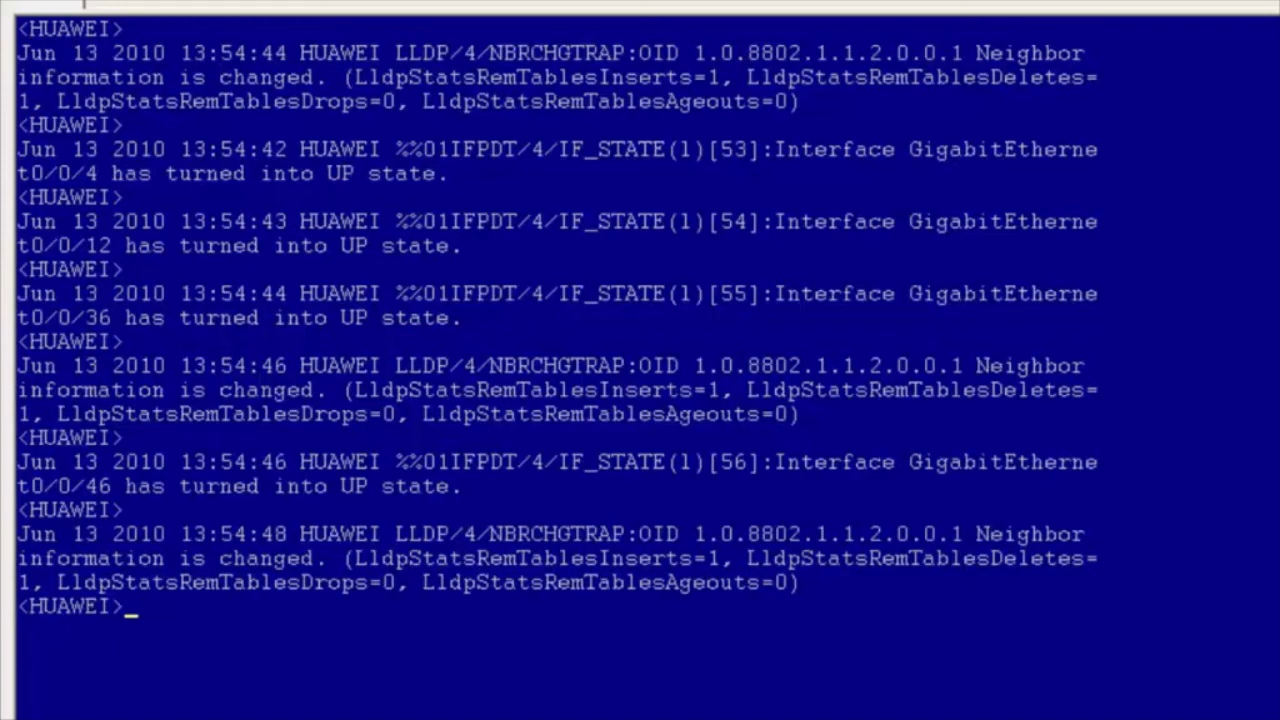 <HUAWEI>
Jun 13 2010 13:54:44 HUAWEI LLDP/4/NBRCHGTRAP:OID 1.0.8802.1.1.2.0.0.1 Neighbor
information is changed. (LldpStatsRemTablesInserts=1, LldpStatsRemTablesDeletes=
1, LldpStatsRemTablesDrops=0, LldpStatsRemTablesAgeouts=0)
<HUAWEI>
Jun 13 2010 13:54:42 HUAWEI %%01IFPDT/4/IF_STATE(l)[53]:Interface GigabitEtherne
t0/0/4 has turned into UP state.
<HUAWEI>
Jun 13 2010 13:54:43 HUAWEI %%01IFPDT/4/IF_STATE(l)[54]:Interface GigabitEtherne
t0/0/12 has turned into UP state.
<HUAWEI>
Jun 13 2010 13:54:44 HUAWEI %%01IFPDT/4/IF_STATE(l)[55]:Interface GigabitEtherne
t0/0/36 has turned into UP state.
<HUAWEI>
Jun 13 2010 13:54:46 HUAWEI LLDP/4/NBRCHGTRAP:OID 1.0.8802.1.1.2.0.0.1 Neighbor
information is changed. (LldpStatsRemTablesInserts=1, LldpStatsRemTablesDeletes=
1, LldpStatsRemTablesDrops=0, LldpStatsRemTablesAgeouts=0)
<HUAWEI>
Jun 13 2010 13:54:46 HUAWEI %%01IFPDT/4/IF_STATE(l)[56]:Interface GigabitEtherne
t0/0/46 has turned into UP state.
<HUAWEI>
Jun 13 2010 13:54:48 HUAWEI LLDP/4/NBRCHGTRAP:OID 1.0.8802.1.1.2.0.0.1 Neighbor
information is changed. (LldpStatsRemTablesInserts=1, LldpStatsRemTablesDeletes=
1, LldpStatsRemTablesDrops=0, LldpStatsRemTablesAgeouts=0)
<HUAWEI>_